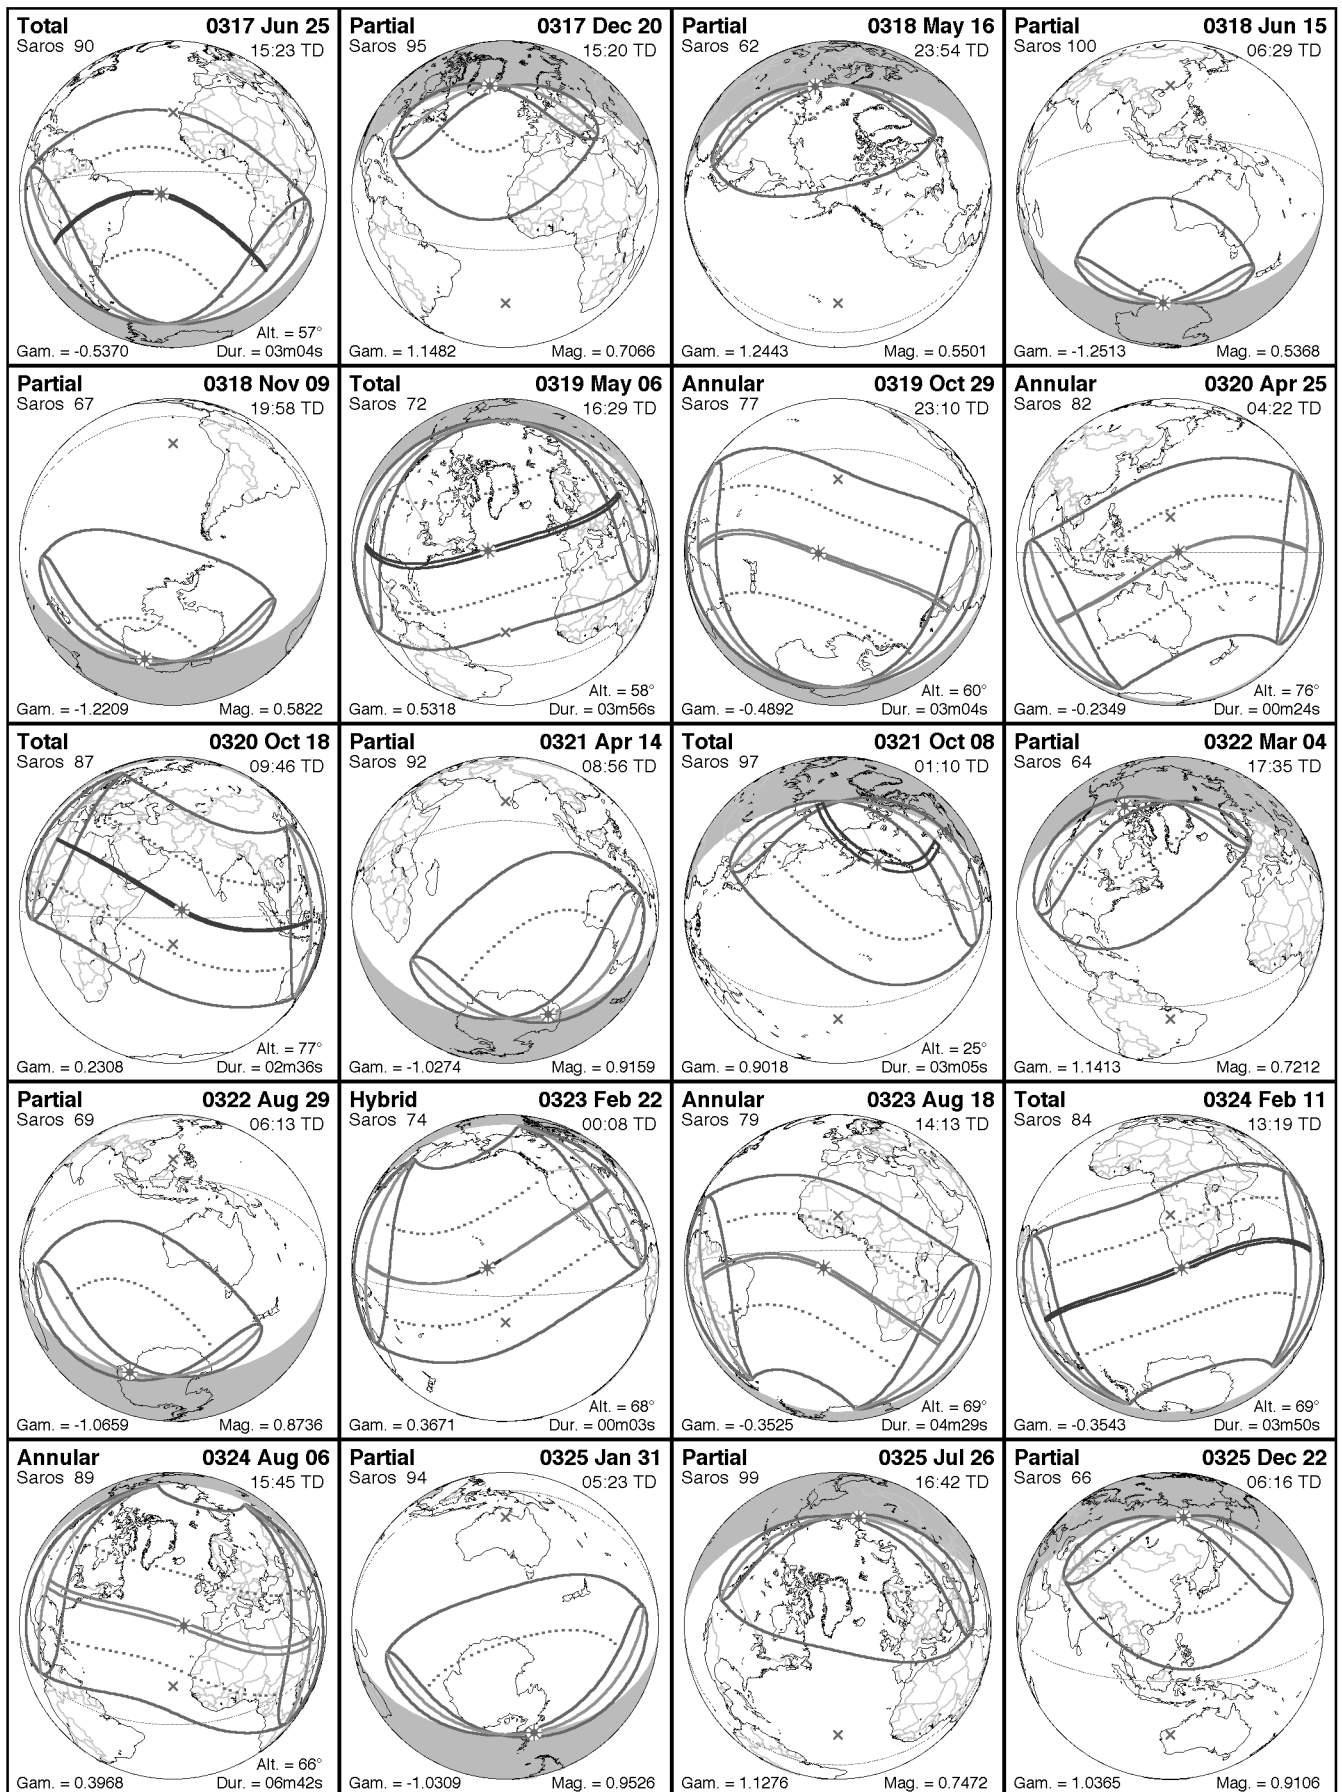 Total 0317 Jun 25
Saros 90 15:23 TD
Alt. = 57°
Gam. = -0.5370 Dur. = 03m04s
Partial 0317 Dec 20
Saros 95 15:20 TD
Gam. = 1.1482 Mag. = 0.7066
Partial 0318 May 16
Saros 62 23:54 TD
Gam. = 1.2443 Mag. = 0.5501
Partial 0318 Jun 15
Saros 100 06:29 TD
Gam. = -1.2513 Mag. = 0.5368
Partial 0318 Nov 09
Saros 67 19:58 TD
Gam. = -1.2209 Mag. = 0.5822
Total 0319 May 06
Saros 72 16:29 TD
Alt. = 58°
Gam. = 0.5318 Dur. = 03m56s
Annular 0319 Oct 29
Saros 77 23:10 TD
Alt. = 60°
Gam. = -0.4892 Dur. = 03m04s
Annular 0320 Apr 25
Saros 82 04:22 TD
Alt. = 76°
Gam. = -0.2349 Dur. = 00m24s
Total 0320 Oct 18
Saros 87 09:46 TD
Alt. = 77°
Gam. = 0.2308 Dur. = 02m36s
Partial 0321 Apr 14
Saros 92 08:56 TD
Gam. = -1.0274 Mag. = 0.9159
Total 0321 Oct 08
Saros 97 01:10 TD
Alt. = 25°
Gam. = 0.9018 Dur. = 03m05s
Partial 0322 Mar 04
Saros 64 17:35 TD
Gam. = 1.1413 Mag. = 0.7212
Partial 0322 Aug 29
Saros 69 06:13 TD
Gam. = -1.0659 Mag. = 0.8736
Hybrid 0323 Feb 22
Saros 74 00:08 TD
Alt. = 68°
Gam. = 0.3671 Dur. = 00m03s
Annular 0323 Aug 18
Saros 79 14:13 TD
Alt. = 69°
Gam. = -0.3525 Dur. = 04m29s
Total 0324 Feb 11
Saros 84 13:19 TD
Alt. = 69°
Gam. = -0.3543 Dur. = 03m50s
Annular 0324 Aug 06
Saros 89 15:45 TD
Alt. = 66°
Gam. = 0.3968 Dur. = 06m42s
Partial 0325 Jan 31
Saros 94 05:23 TD
Gam. = -1.0309 Mag. = 0.9526
Partial 0325 Jul 26
Saros 99 16:42 TD
Gam. = 1.1276 Mag. = 0.7472
Partial 0325 Dec 22
Saros 66 06:16 TD
Gam. = 1.0365 Mag. = 0.9106